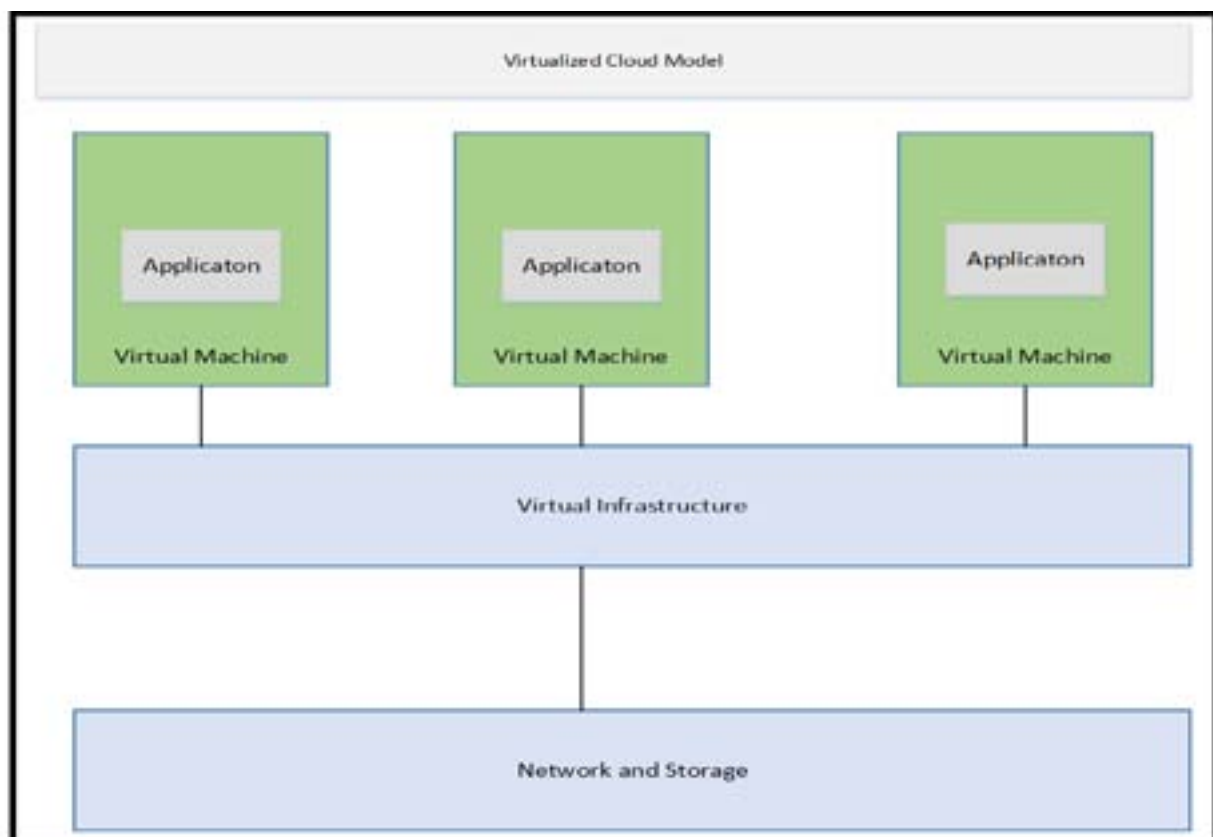 Virtualized Cloud Model
Applicaton
Applicaton
Applicaton
Virtual Machine
Virtual Machine
Virtual Machine
Virtual Infrastructure
Network and Storage